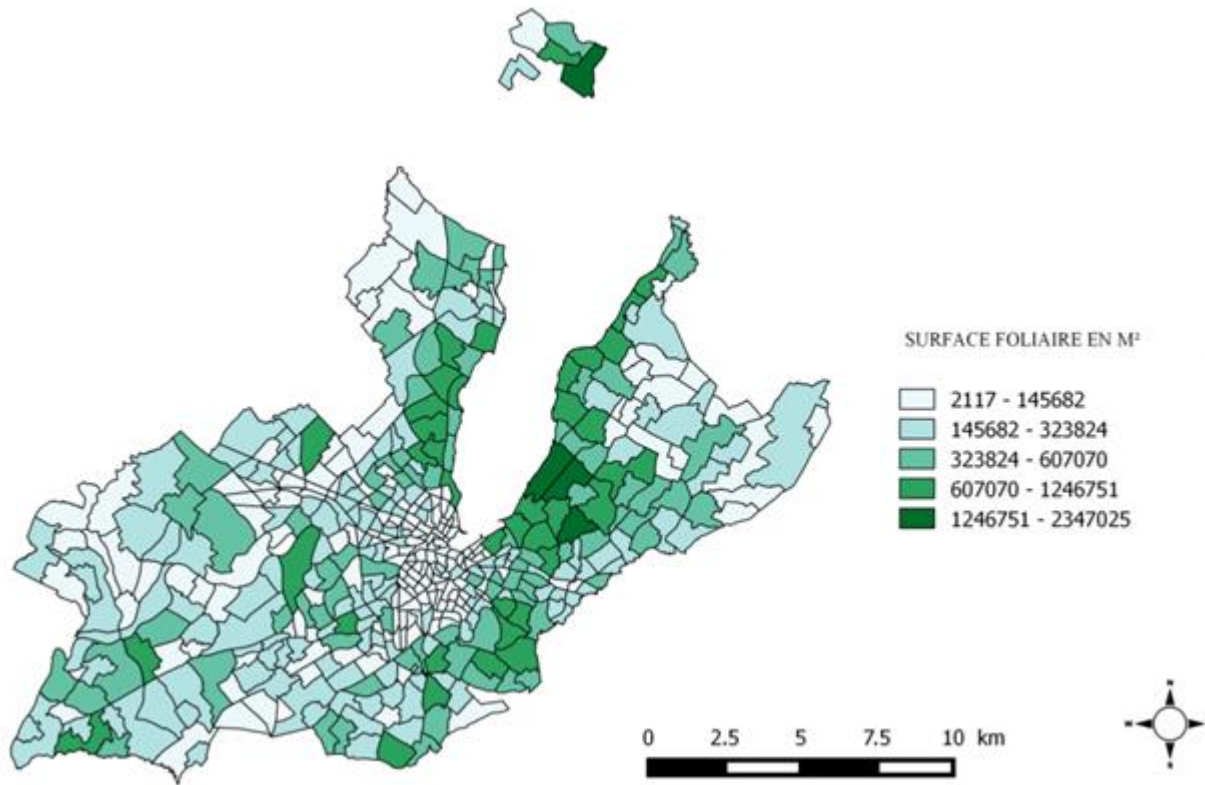 SURFACE FOLIAIRE EN M²
2117 - 145682
145682 - 323824
323824 - 607070
607070 - 1246751
1246751 - 2347025
0 2.5 5 7.5 10 km
N
W